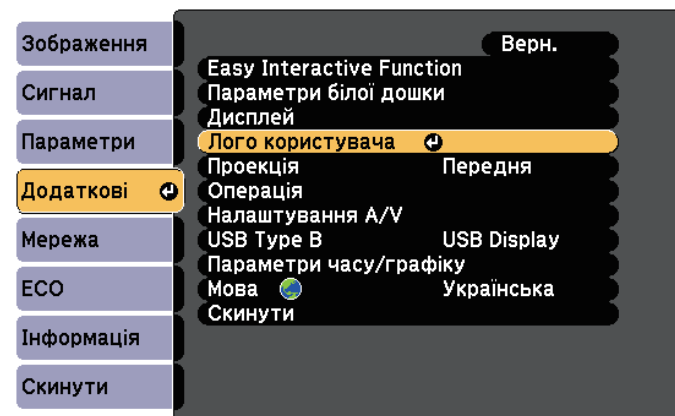 Зображення
Сигнал
Параметри
Додаткові
Мережа
ECO
Інформація
Скинути
Верн.
Easy Interactive Function
Параметри білої дошки
Дисплей
Лого користувача
Проекція Передня
Операція
Налаштування A/V
USB Type B USB Display
Параметри часу/графіку
Мова Українська
Скинути